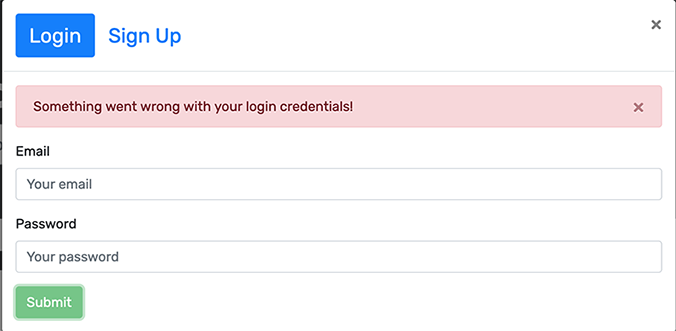 Login Sign Up ×
Something went wrong with your login credentials! ×
Email
Your email
Password
Your password
Submit